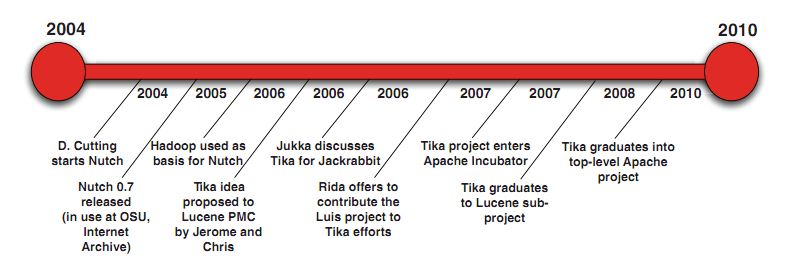 2004
2010
2004
2005
2006
2006
2006
2007
2007
2008
2010
D. Cutting
starts Nutch
Nutch 0.7
released
(in use at OSU,
Internet
Archive)
Hadoop used as
basis for Nutch
Tika idea
proposed to
Lucene PMC
by Jerome and
Chris
Jukka discusses
Tika for Jackrabbit
Rida offers to
contribute the
Luis project to
Tika efforts
Tika project enters
Apache Incubator
Tika graduates
to Lucene sub-
project
Tika graduates into
top-level Apache
project